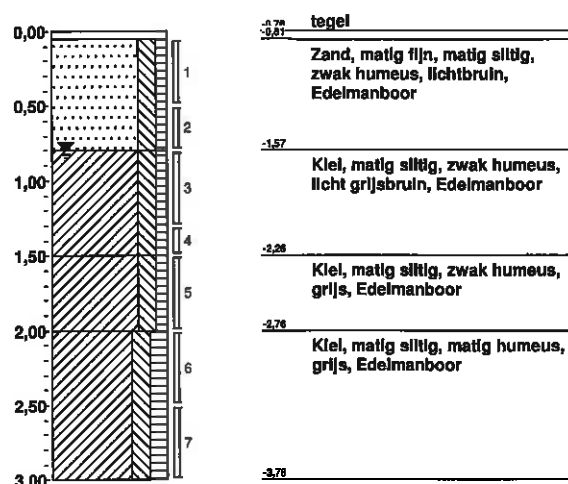 0,00
0,50
1,00
1,50
2,00
2,50
3,00
1
2
3
4
5
6
7
-0,76
tegel
-0,81
Zand, matig fijn, matig siltig,
zwak humeus, lichtbruin,
Edelmanboor
-1,57
Klei, matig siltig, zwak humeus,
licht grijsbruin, Edelmanboor
-2,26
Klei, matig siltig, zwak humeus,
grijs, Edelmanboor
-2,76
Klei, matig siltig, matig humeus,
grijs, Edelmanboor
-3,76